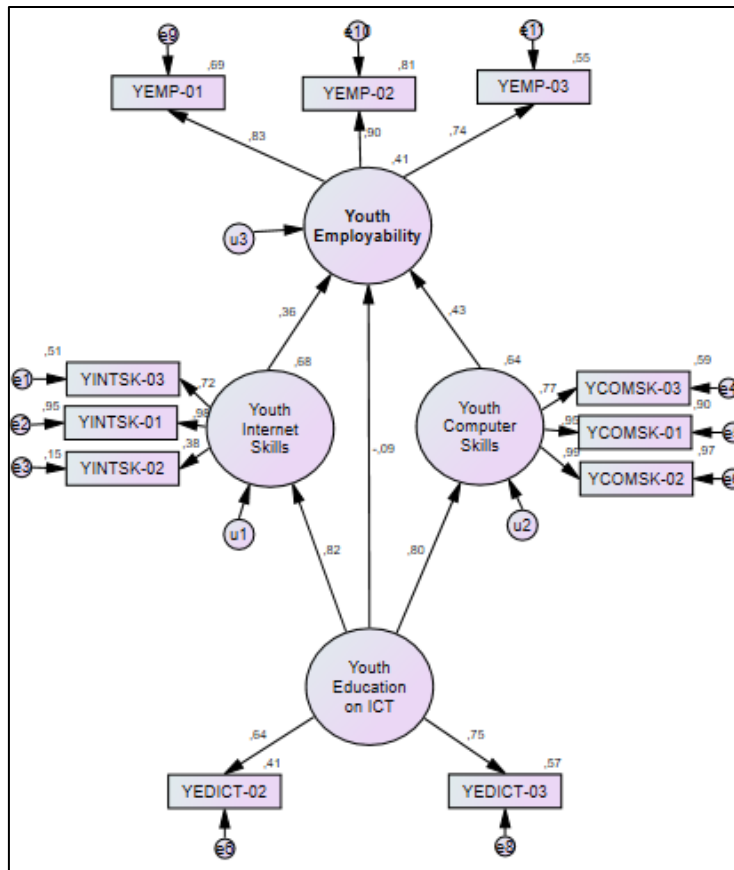 e9
e10
e11
,69
,81
,55
YEMP-01
YEMP-02
YEMP-03
,83
,90
,74
,41
Youth
Employability
u3
,36
,43
,51
,68
,64
,59
e1
YINTSK-03
,72
,77
YCOMSK-03
,95
Youth
Internet
Skills
Youth
Computer
Skills
,90
e2
YINTSK-01
,98
,95
YCOMSK-01
,15
,38
,99
,97
e3
YINTSK-02
YCOMSK-02
-,09
u1
u2
,82
,80
Youth
Education
on ICT
,64
,75
,41
,57
YEDICT-02
YEDICT-03
e6
e8